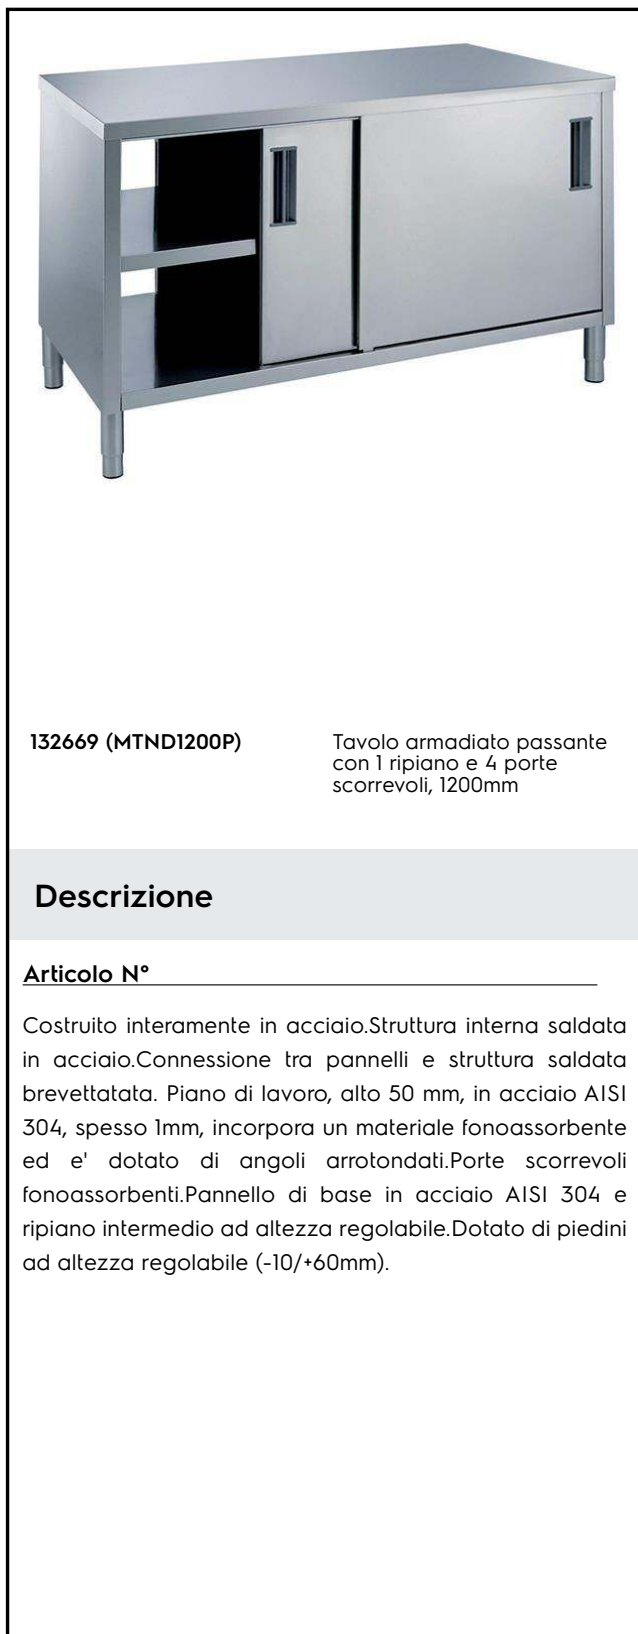 132669 (MTND1200P)
Tavolo armadiato passante
con 1 ripiano e 4 porte
scorrevoli, 1200mm
Descrizione
Articolo N°
Costruito interamente in acciaio.Struttura interna saldata
in acciaio.Connessione tra pannelli e struttura saldata
brevettatata. Piano di lavoro, alto 50 mm, in acciaio AISI
304, spesso 1mm, incorpora un materiale fonoassorbente
ed e' dotato di angoli arrotondati.Porte scorrevoli
fonoassorbenti.Pannello di base in acciaio AISI 304 e
ripiano intermedio ad altezza regolabile.Dotato di piedini
ad altezza regolabile (-10/+60mm).